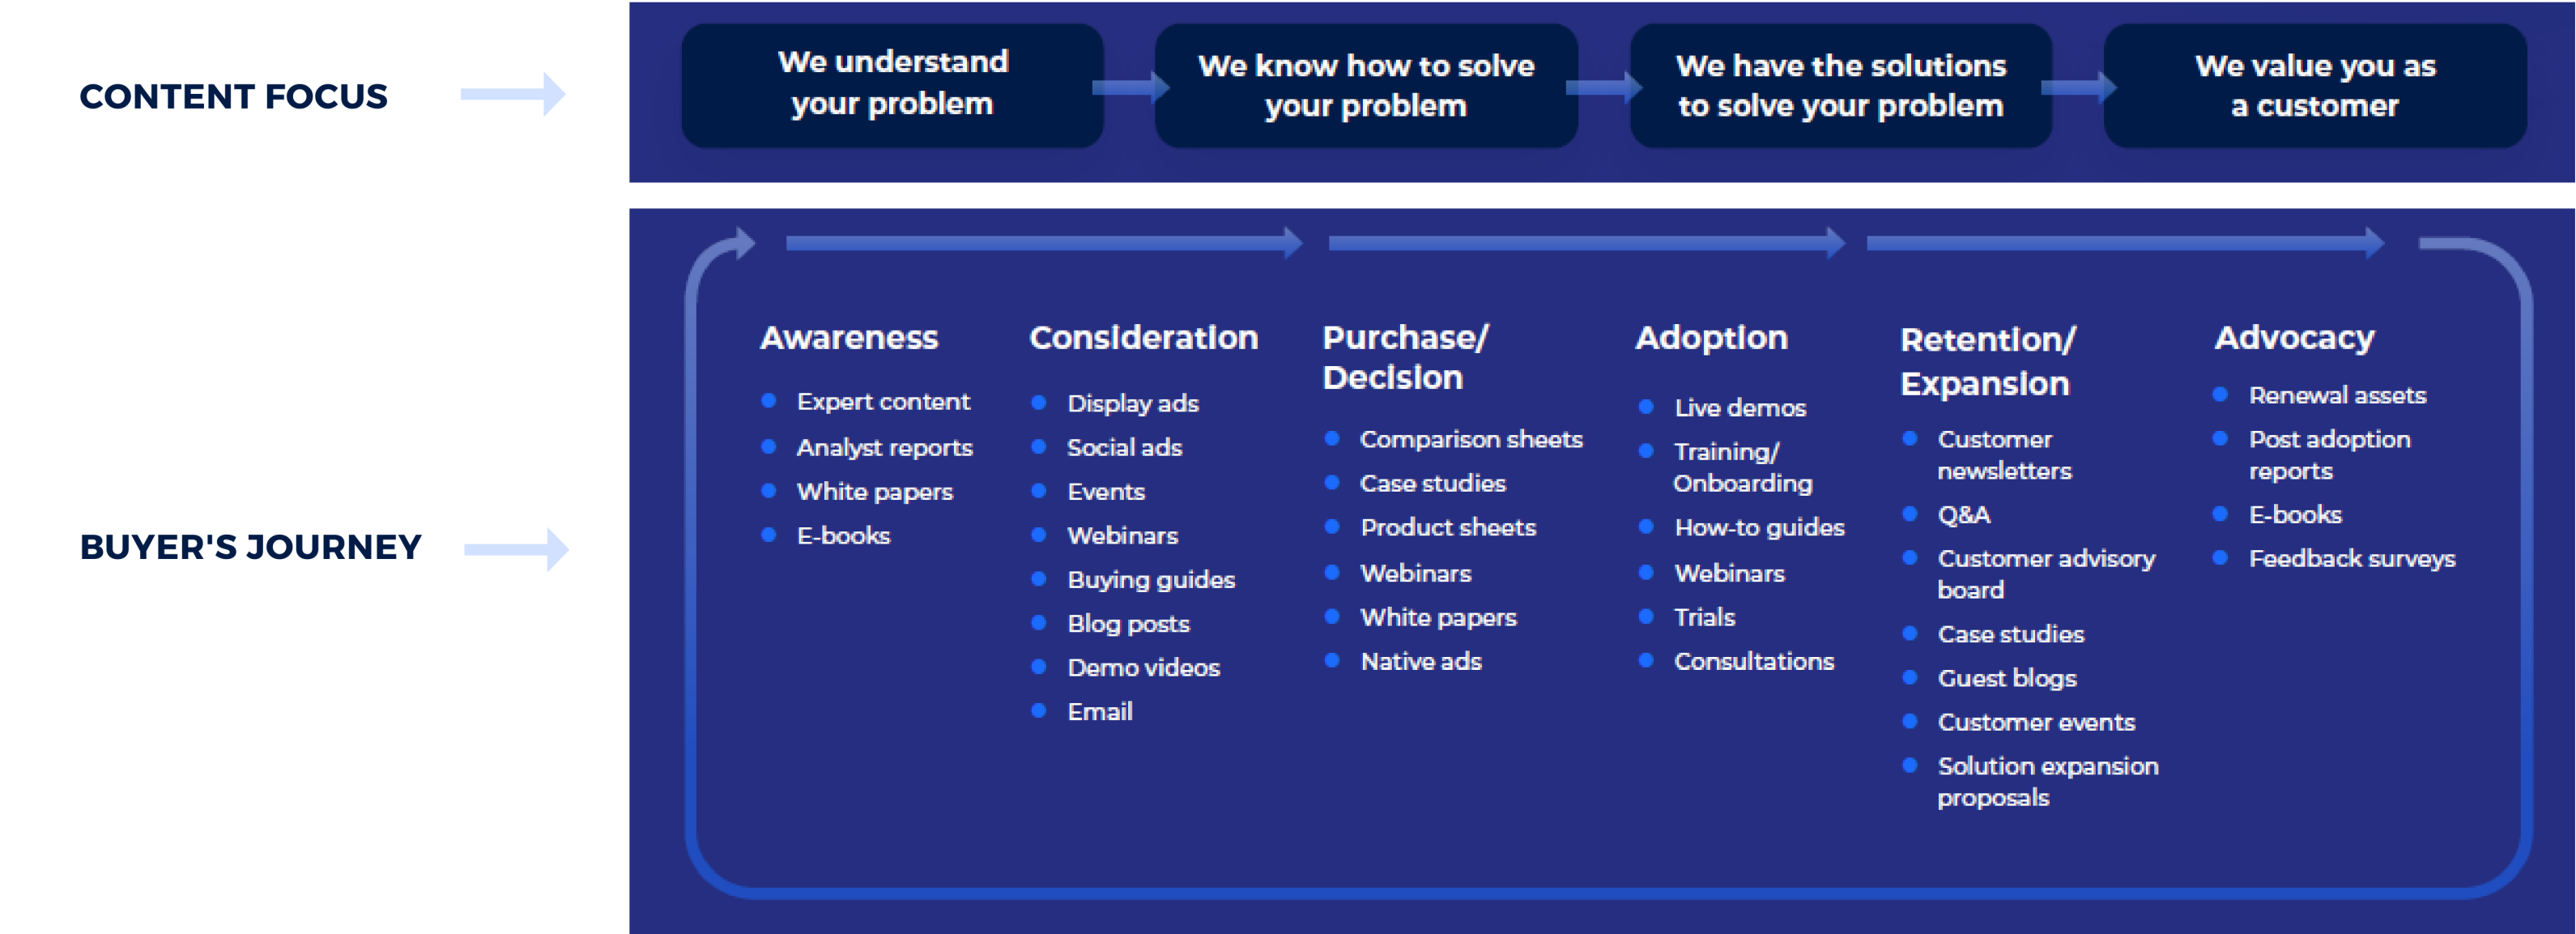 CONTENT FOCUS
We understand
your problem
We know how to solve
your problem
We have the solutions
to solve your problem
We value you as
a customer
BUYER'S JOURNEY
Awareness
Expert content
Analyst reports
White papers
E-books
Consideration
Display ads
Social ads
Events
Webinars
Buying guides
Blog posts
Demo videos
Email
Purchase/
Decision
Comparison sheets
Case studies
Product sheets
Webinars
White papers
Native ads
Adoption
Live demos
Training/
Onboarding
How-to guides
Webinars
Trials
Consultations
Retention/
Expansion
Customer
newsletters
Q&A
Customer advisory
board
Case studies
Guest blogs
Customer events
Solution expansion
proposals
Advocacy
Renewal assets
Post adoption
reports
E-books
Feedback surveys